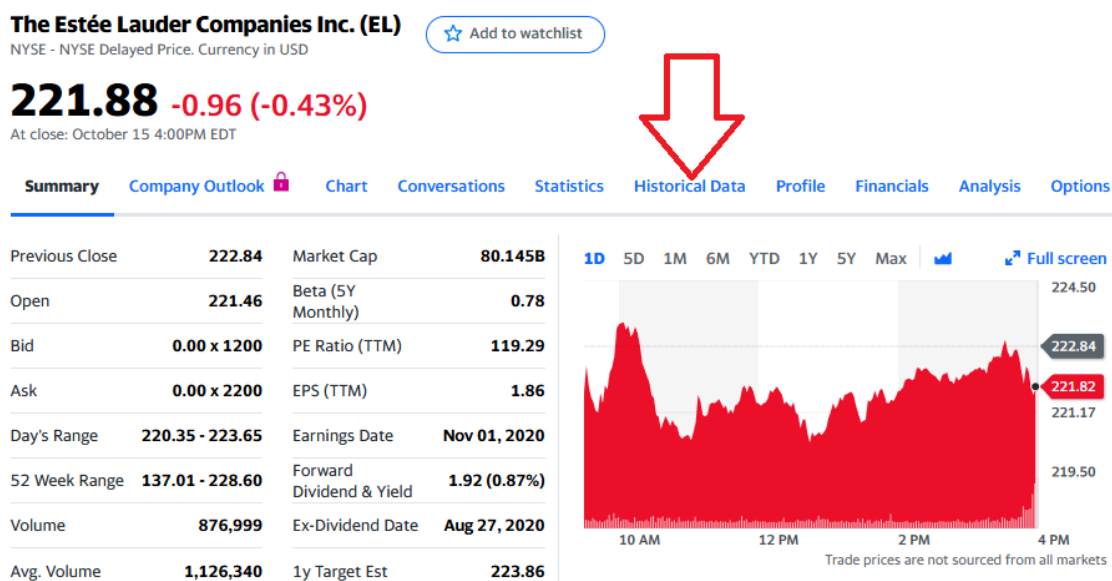 The Estée Lauder Companies Inc. (EL)
Add to watchlist
NYSE - NYSE Delayed Price. Currency in USD
221.88 -0.96 (-0.43%)
At close: October 15 4:00PM EDT
Summary Company Outlook Chart Conversations Statistics Historical Data Profile Financials Analysis Options
Previous Close 222.84
Open 221.46
Bid 0.00 x 1200
Ask 0.00 x 2200
Day's Range 220.35 - 223.65
52 Week Range 137.01 - 228.60
Volume 876,999
Avg. Volume 1,126,340
Market Cap 80.145B
Beta (5Y
Monthly) 0.78
PE Ratio (TTM) 119.29
EPS (TTM) 1.86
Earnings Date Nov 01, 2020
Forward
Dividend & Yield 1.92 (0.87%)
Ex-Dividend Date Aug 27, 2020
1y Target Est 223.86
1D 5D 1M 6M YTD 1Y 5Y Max Full screen
224.50
222.84
221.82
221.17
219.50
10 AM 12 PM 2 PM 4 PM
Trade prices are not sourced from all markets